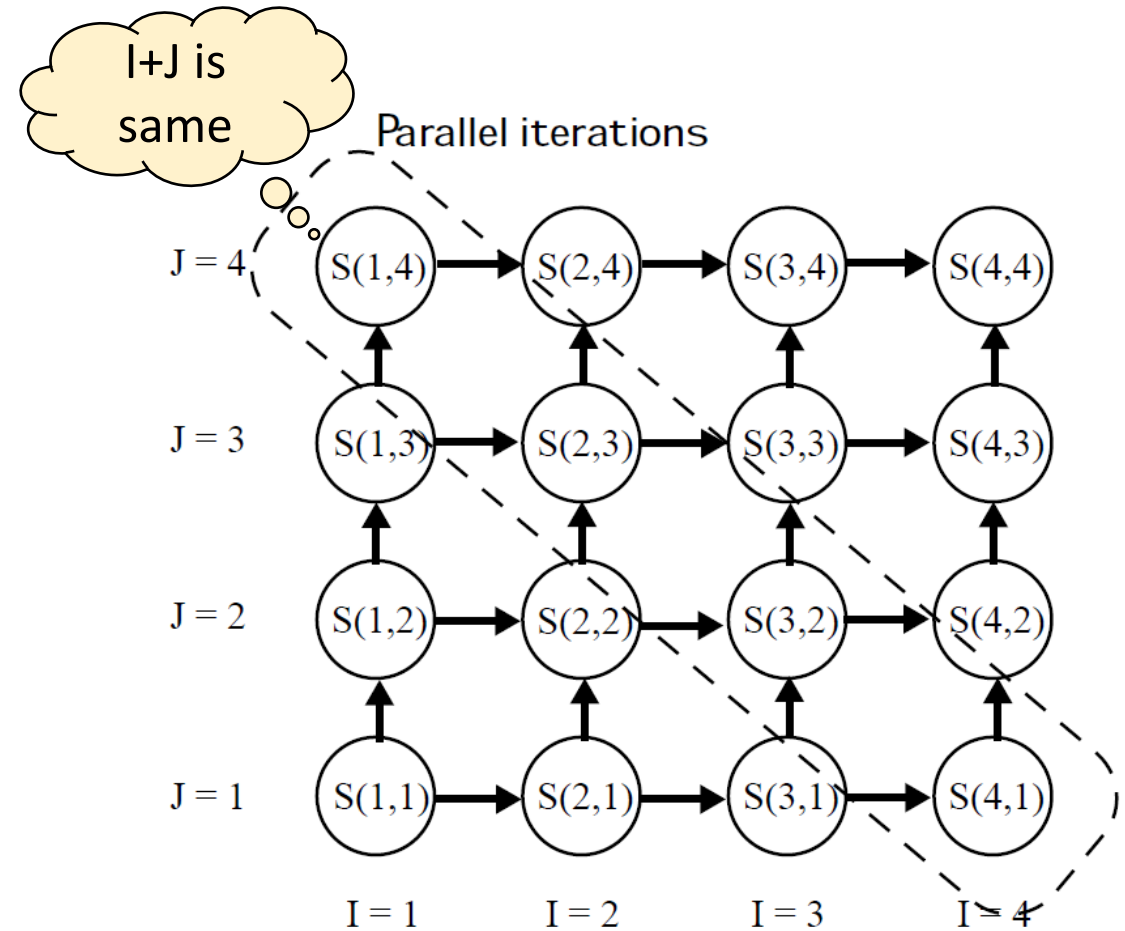 I+J is
same
Parallel iterations
J = 4 S(1,4) S(2,4) S(3,4) S(4,4)
J = 3 S(1,3) S(2,3) S(3,3) S(4,3)
J = 2 S(1,2) S(2,2) S(3,2) S(4,2)
J = 1 S(1,1) S(2,1) S(3,1) S(4,1)
I = 1 I = 2 I = 3 I = 4